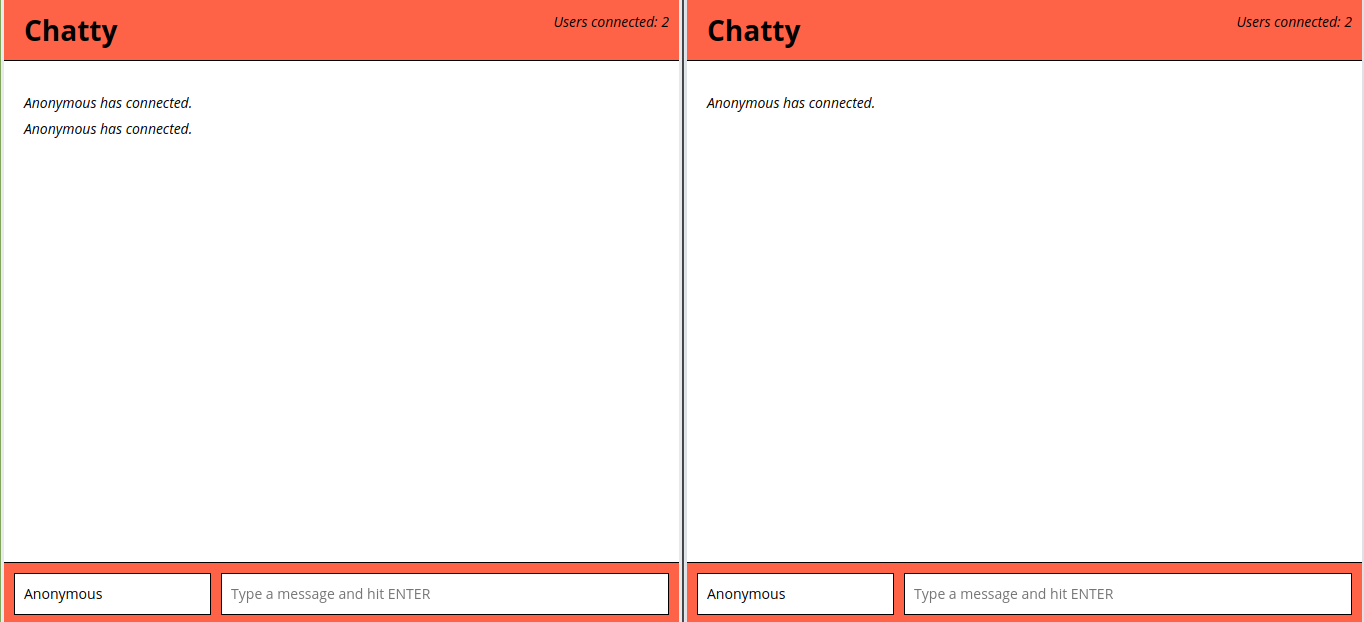 Chatty
Users connected: 2
Anonymous has connected.
Anonymous has connected.
Anonymous
Type a message and hit ENTER
Chatty
Users connected: 2
Anonymous has connected.
Anonymous
Type a message and hit ENTER